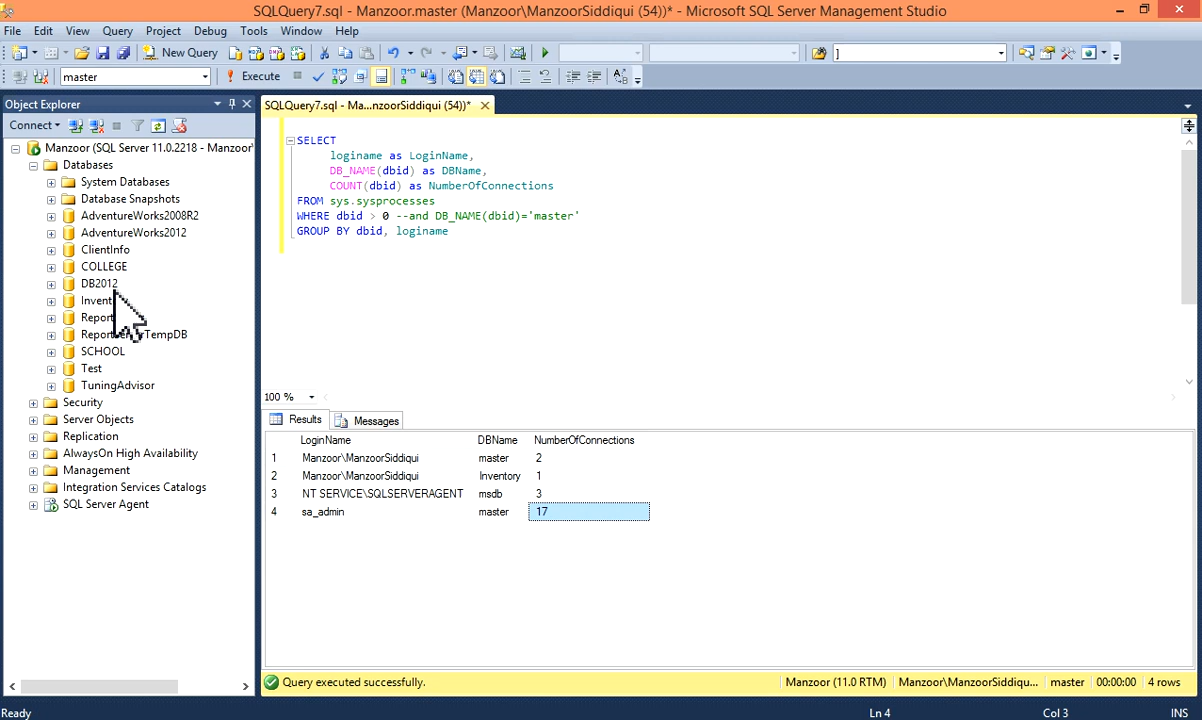 SQLQuery7.sql - Manzoor.master (Manzoor\ManzoorSiddiqui (54))* - Microsoft SQL Server Management Studio
File Edit View Query Project Debug Tools Window Help
New Query ]
master Execute
Object Explorer
Connect
Manzoor (SQL Server 11.0.2218 - Manzoor\
Databases
System Databases
Database Snapshots
AdventureWorks2008R2
AdventureWorks2012
ClientInfo
COLLEGE
DB2012
SCHOOL
Test
TuningAdvisor
Security
Server Objects
Replication
AlwaysOn High Availability
Management
Integration Services Catalogs
SQL Server Agent
SQLQuery7.sql - Ma...nzoorSiddiqui (54))*
SELECT
loginame as LoginName,
DB_NAME(dbid) as DBName,
COUNT(dbid) as NumberOfConnections
FROM sys.sysprocesses
WHERE dbid > 0 --and DB_NAME(dbid)='master'
GROUP BY dbid, loginame
100 %
Results Messages
LoginName DBName NumberOfConnections
1 Manzoor\ManzoorSiddiqui master 2
2 Manzoor\ManzoorSiddiqui Inventory 1
3 NT SERVICE\SQLSERVERAGENT msdb 3
4 sa_admin master 17
Query executed successfully. Manzoor (11.0 RTM) Manzoor\ManzoorSiddiqu... master 00:00:00 4 rows
Ready Ln 4 Col 3 INS